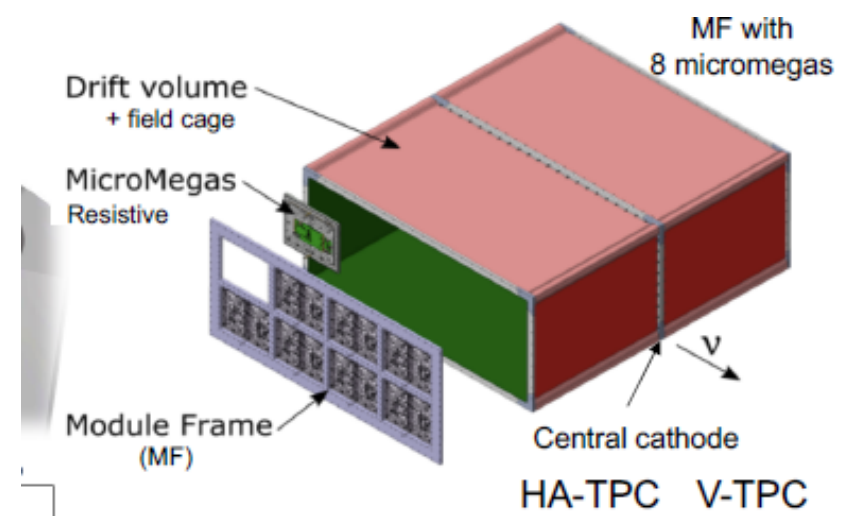 MF with
8 micromegas
Drift volume
+ field cage
MicroMegas
Resistive
ν
Module Frame
(MF)
Central cathode
HA-TPC V-TPC